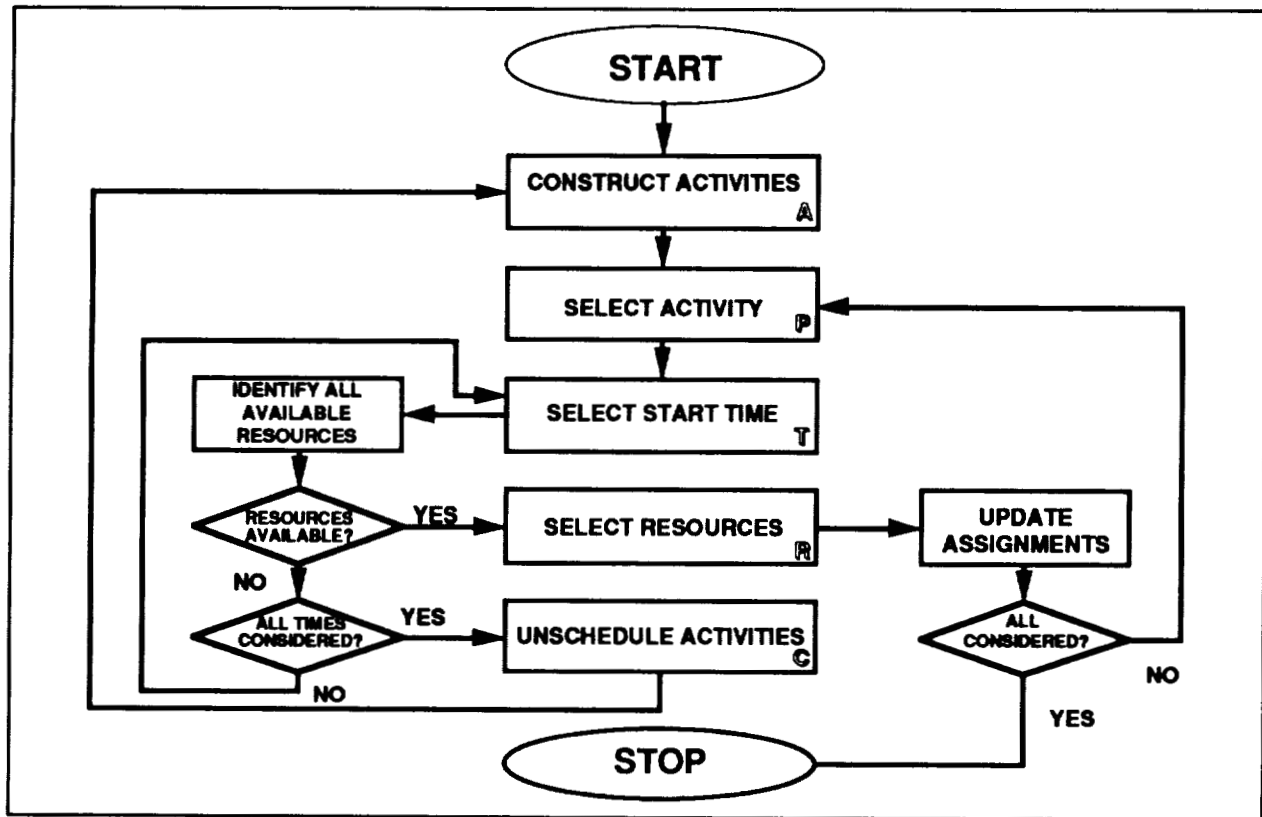 START
CONSTRUCT ACTIVITIES
A
SELECT ACTIVITY
P
IDENTIFY ALL
AVAILABLE
RESOURCES
SELECT START TIME
T
RESOURCES
AVAILABLE?
YES
SELECT RESOURCES
R
UPDATE
ASSIGNMENTS
NO
ALL TIMES
CONSIDERED?
YES
UNSCHEDULE ACTIVITIES
C
ALL
CONSIDERED?
NO
NO
YES
STOP